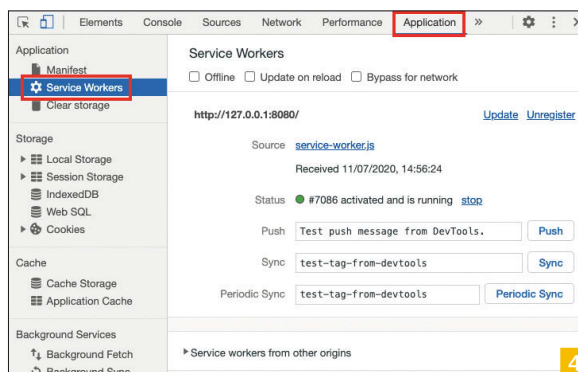 Elements Console Sources Network Performance Application »
Application
Manifest
Service Workers
Clear storage
Storage
Local Storage
Session Storage
IndexedDB
Web SQL
Cookies
Cache
Cache Storage
Application Cache
Background Services
Background Fetch
Background Sync
Service Workers
Offline Update on reload Bypass for network
http://127.0.0.1:8080/ Update Unregister
Source service-worker.js
Received 11/07/2020, 14:56:24
Status #7086 activated and is running stop
Push Test push message from DevTools. Push
Sync test-tag-from-devtools Sync
Periodic Sync test-tag-from-devtools Periodic Sync
Service workers from other origins
4